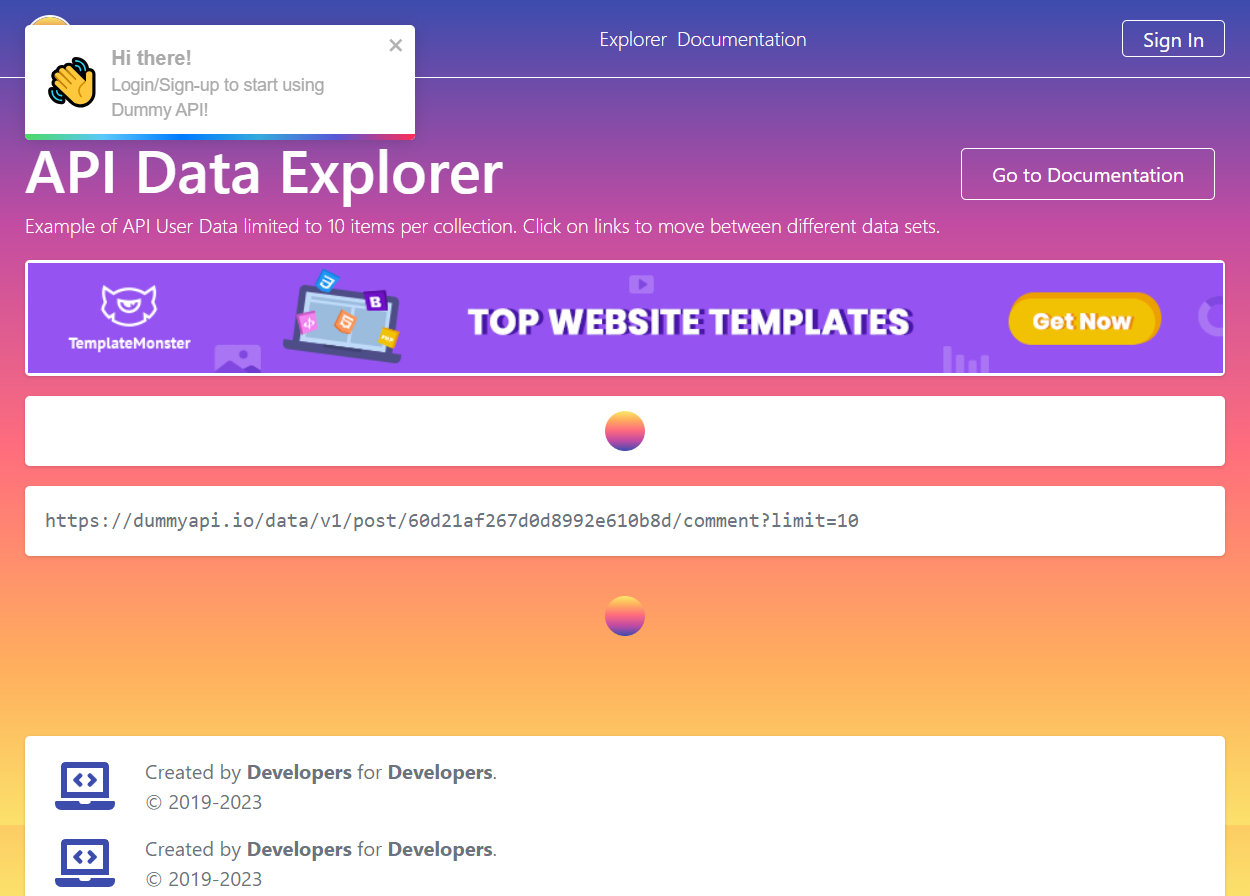 Explorer Documentation
Sign In
Hi there!
Login/Sign-up to start using
Dummy API!
API Data Explorer
Go to Documentation
Example of API User Data limited to 10 items per collection. Click on links to move between different data sets.
TemplateMonster
B
TOP WEBSITE TEMPLATES
Get Now
https://dummyapi.io/data/v1/post/60d21af267d0d8992e610b8d/comment?limit=10
Created by Developers for Developers.
© 2019-2023
Created by Developers for Developers.
© 2019-2023